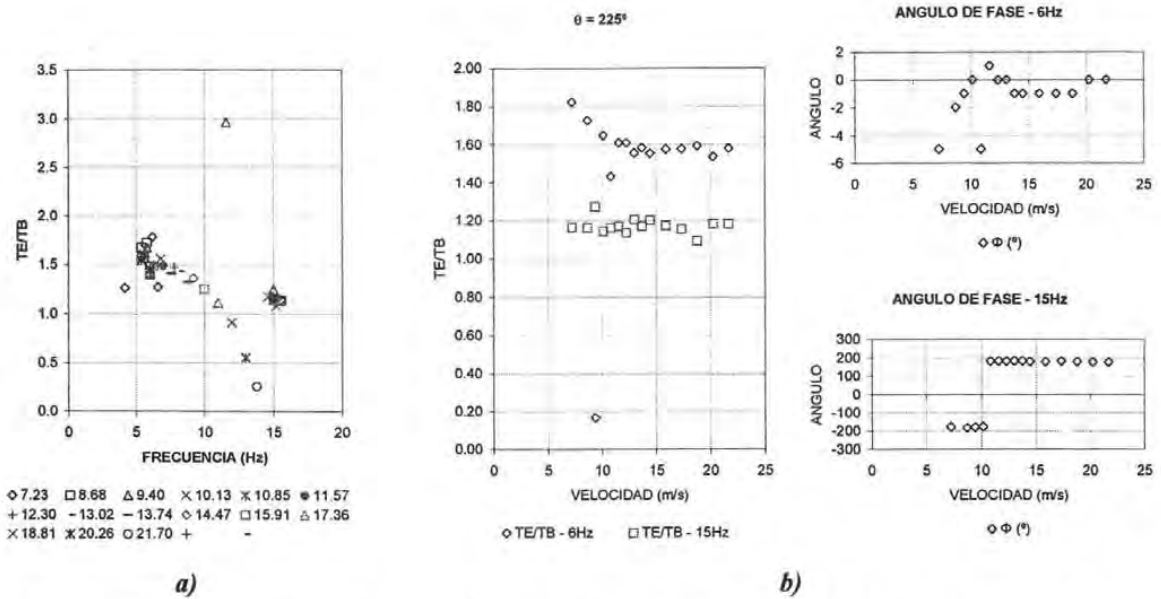 θ = 225º
3.5
3.0
2.5
2.0
1.5
1.0
0.5
0.0
TE/TB
0 5 10 15 20
FRECUENCIA (Hz)
7.23 8.68 9.40 10.13 10.85 11.57
12.30 13.02 13.74 14.47 15.91 17.36
18.81 20.26 21.70
a)
2.00
1.80
1.60
1.40
1.20
1.00
0.80
0.60
0.40
0.20
0.00
TE/TB
0 5 10 15 20 25
VELOCIDAD (m/s)
TE/TB - 6Hz TE/TB - 15Hz
ANGULO DE FASE - 6Hz
2
0
-2
-4
-6
ANGULO
0 5 10 15 20 25
VELOCIDAD (m/s)
Φ (º)
ANGULO DE FASE - 15Hz
300
200
100
0
-100
-200
-300
ANGULO
0 5 10 15 20 25
VELOCIDAD (m/s)
Φ (º)
b)